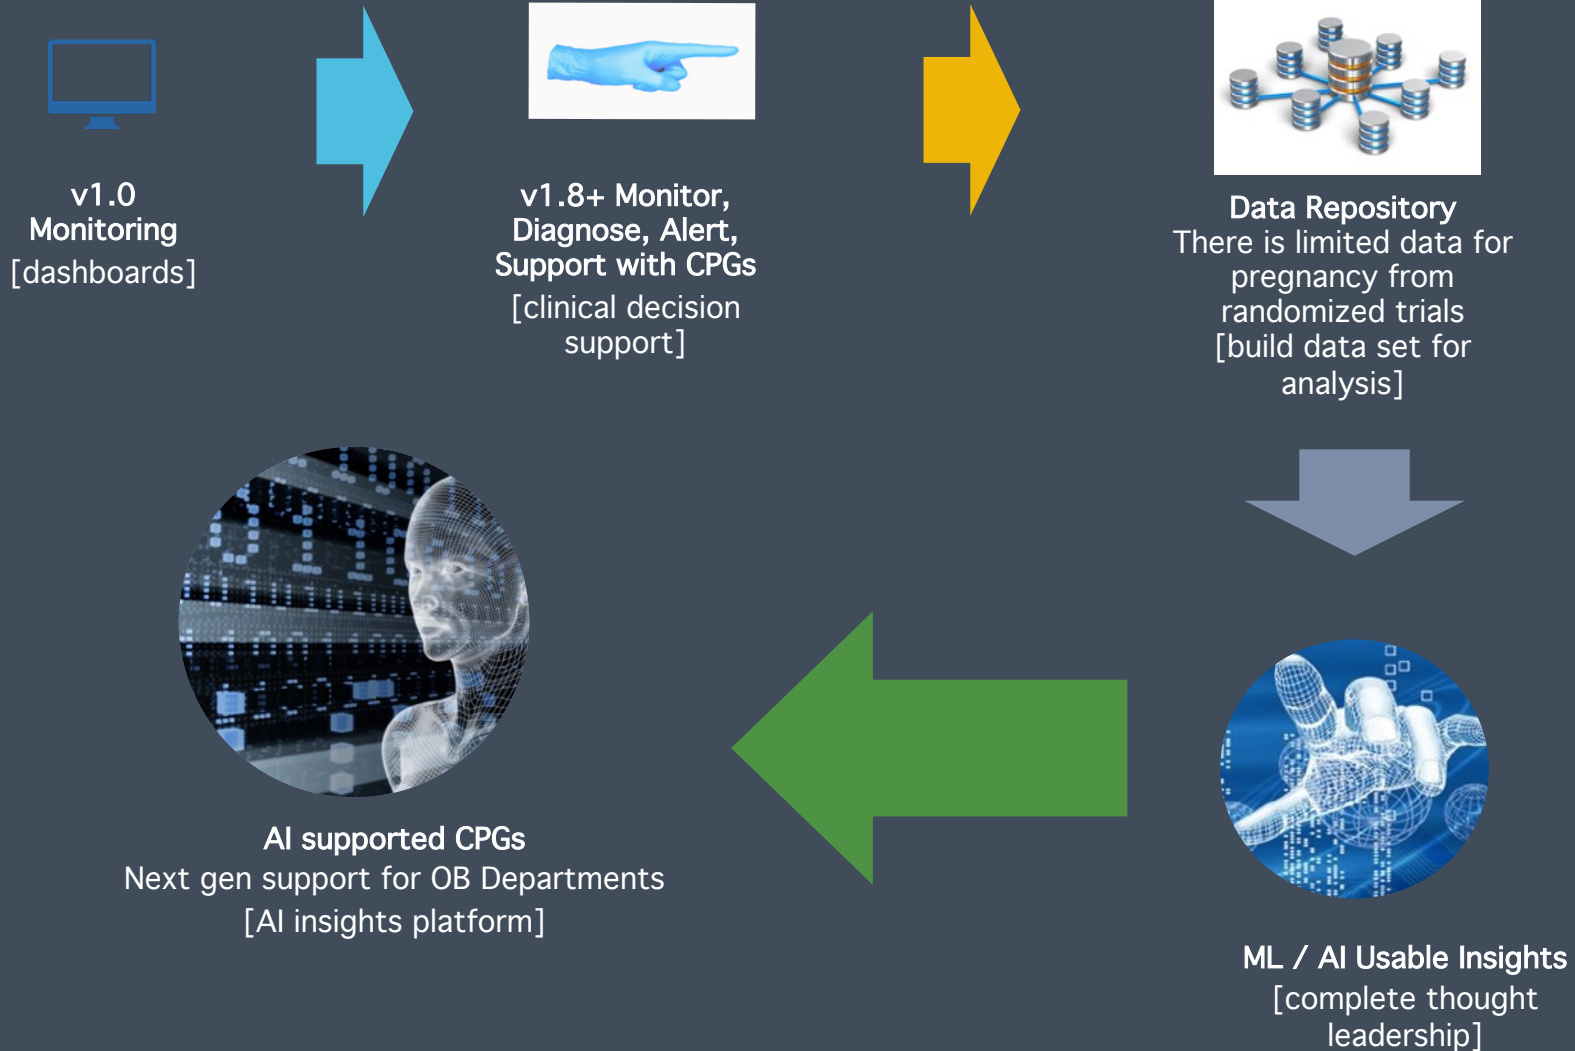 v1.0
Monitoring
[dashboards]
v1.8+ Monitor,
Diagnose, Alert,
Support with CPGs
[clinical decision
support]
Data Repository
There is limited data for
pregnancy from
randomized trials
[build data set for
analysis]
AI supported CPGs
Next gen support for OB Departments
[AI insights platform]
ML / AI Usable Insights
[complete thought
leadership]